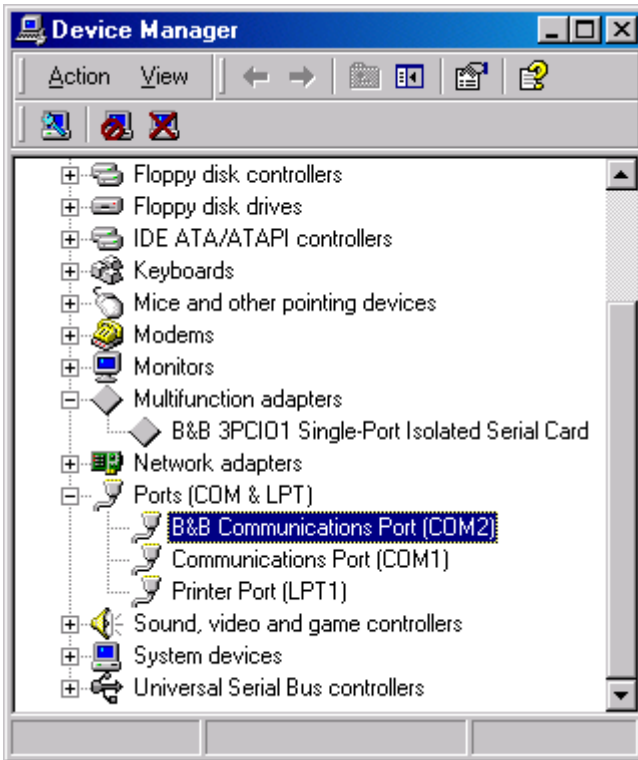 Device Manager
Action View
Floppy disk controllers
Floppy disk drives
IDE ATA/ATAPI controllers
Keyboards
Mice and other pointing devices
Modems
Monitors
Multifunction adapters
B&B 3PCIO1 Single-Port Isolated Serial Card
Network adapters
Ports (COM & LPT)
B&B Communications Port (COM2)
Communications Port (COM1)
Printer Port (LPT1)
Sound, video and game controllers
System devices
Universal Serial Bus controllers